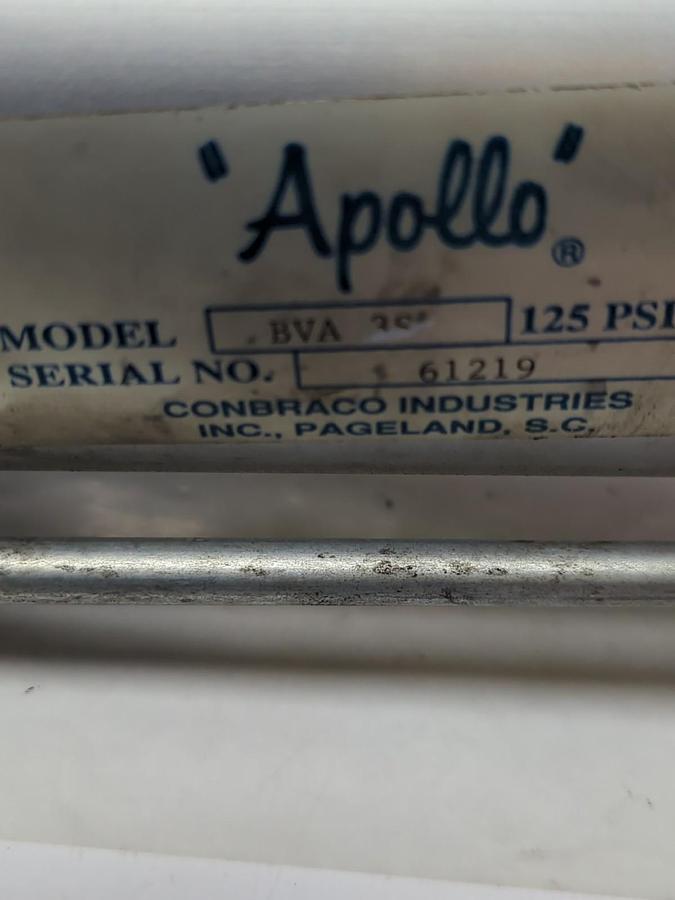 "Apollo"®
MODEL BVA 125 PSI
SERIAL NO. 61219
CONBRACO INDUSTRIES
INC., PAGELAND, S.C.